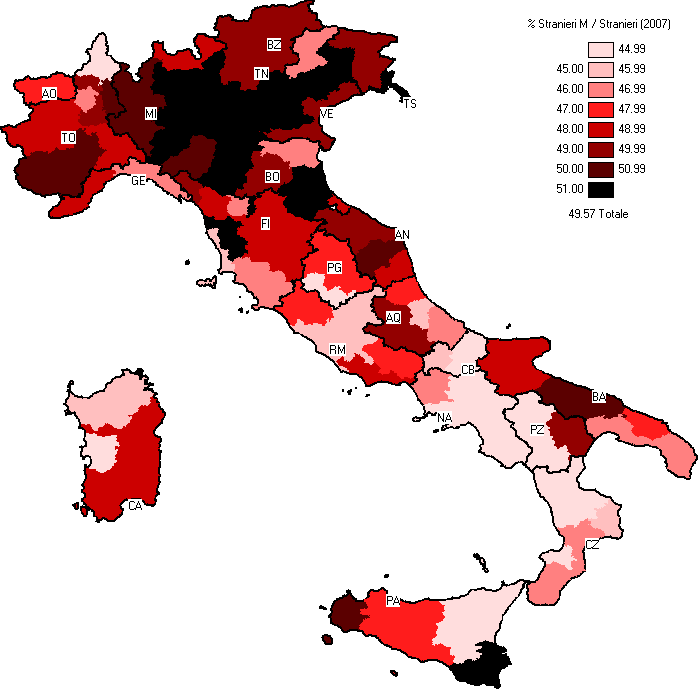 % Stranieri M / Stranieri (2007)
44.99
45.00 45.99
46.00 46.99
47.00 47.99
48.00 48.99
49.00 49.99
50.00 50.99
51.00
49.57 Totale
BZ
TN
AO
MI
TS
VE
TO
BO
GE
FI
AN
PG
AQ
RM
CB
BA
NA
PZ
CA
CZ
PA